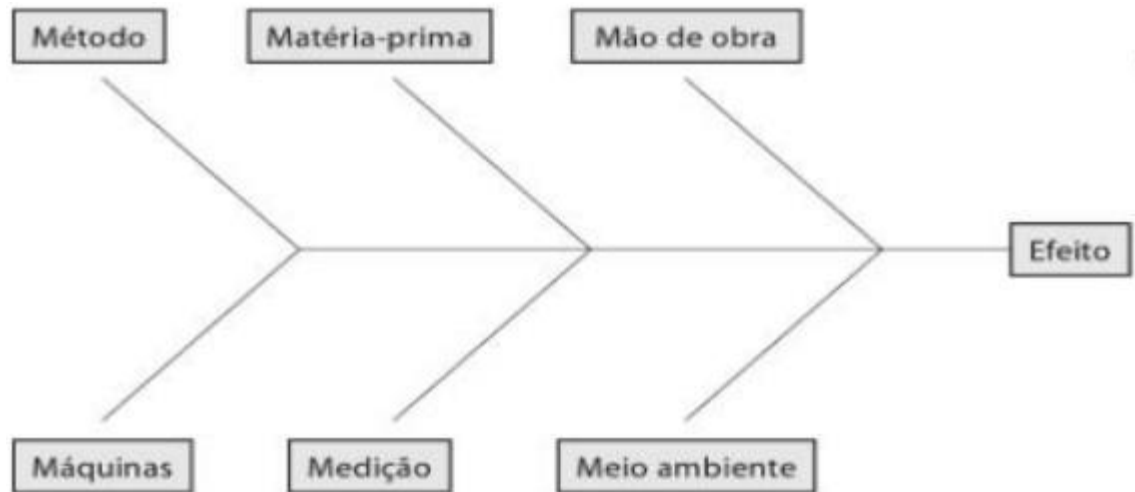 Método
Matéria-prima
Mão de obra
Efeito
Máquinas
Medição
Meio ambiente